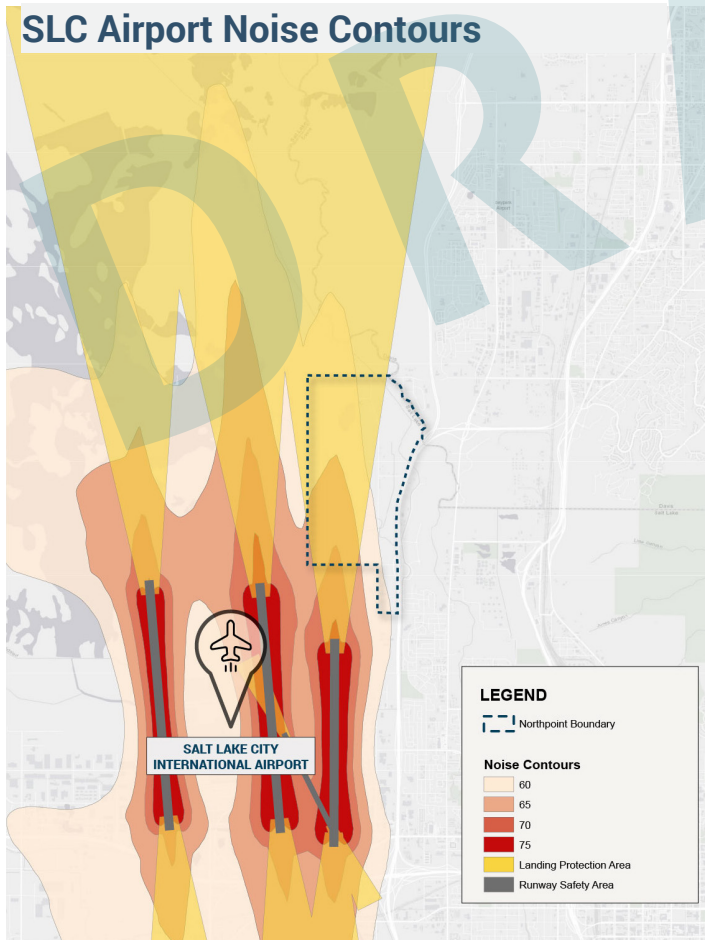 SLC Airport Noise Contours
SALT LAKE CITY
INTERNATIONAL AIRPORT
LEGEND
Northpoint Boundary
Noise Contours
60
65
70
75
Landing Protection Area
Runway Safety Area